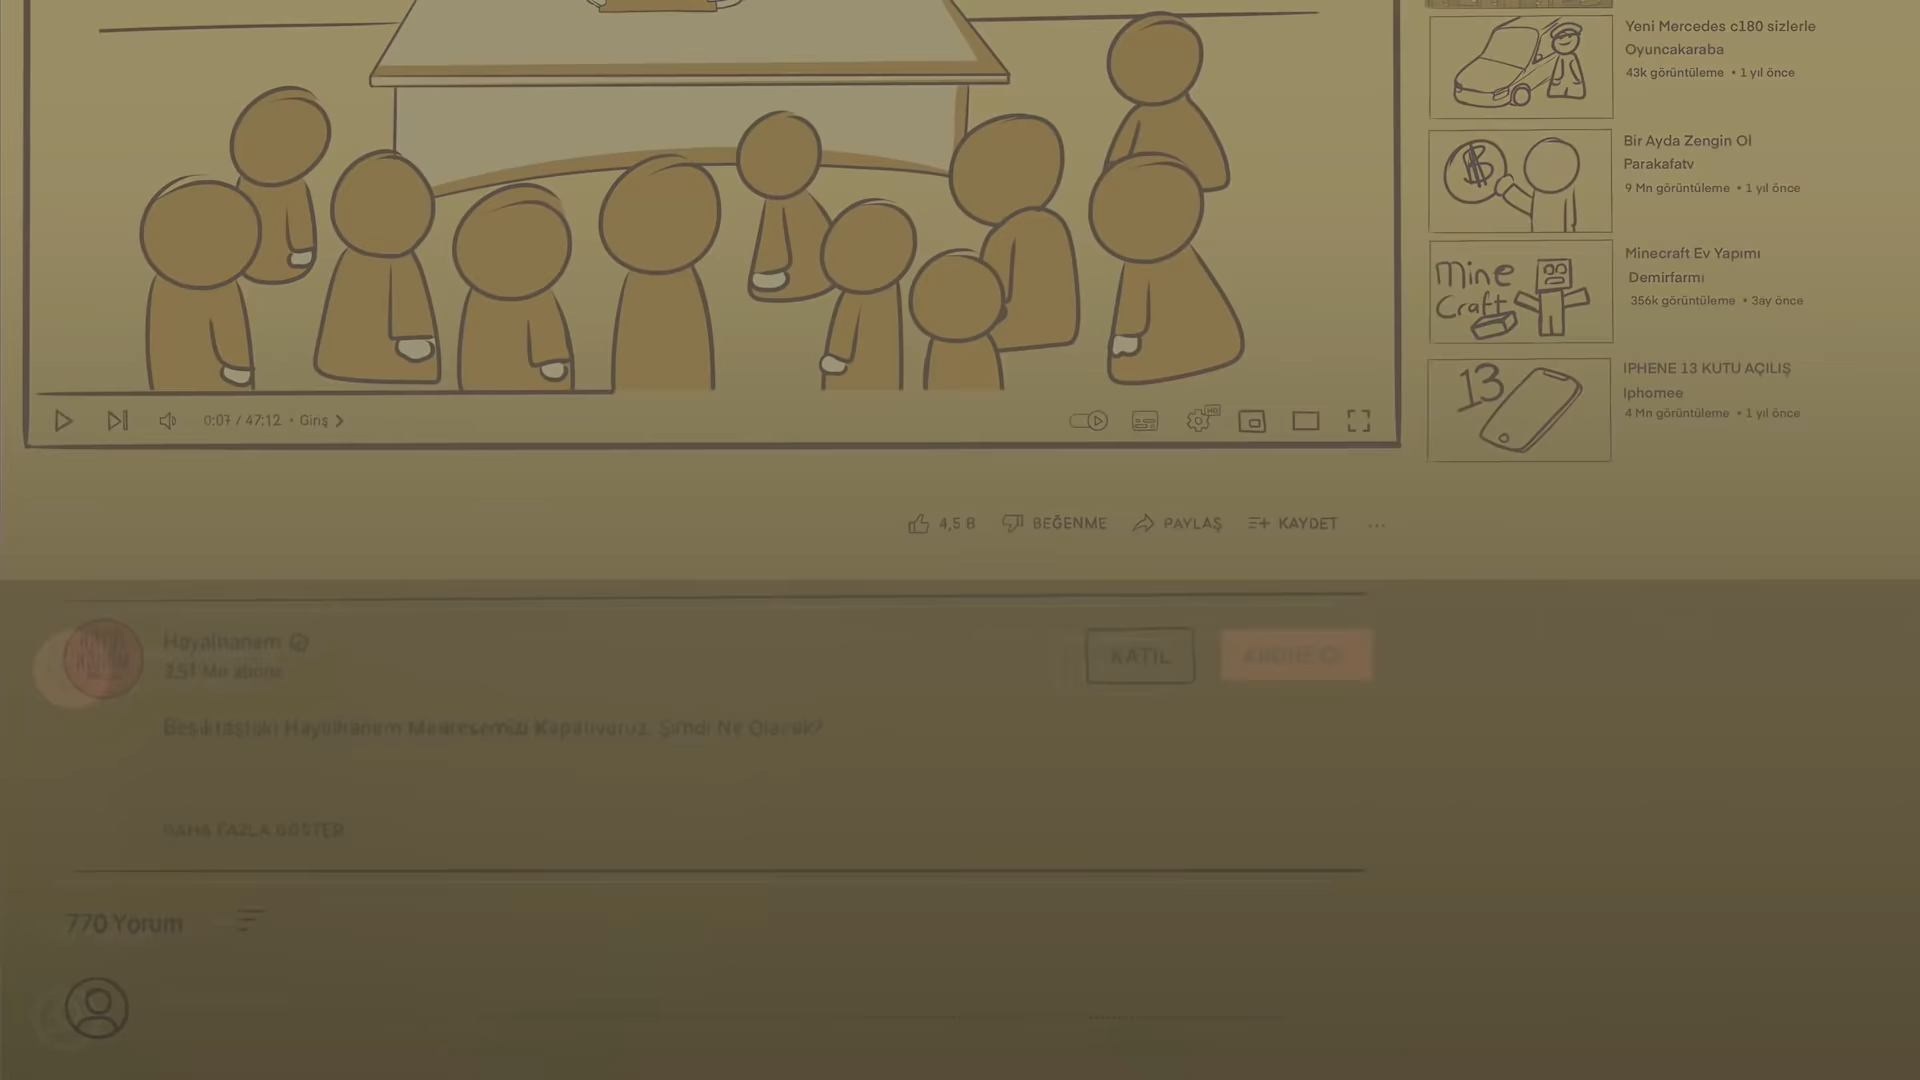 Yeni Mercedes c180 sizlerle
Oyuncakaraba
43k görüntüleme • 1 yıl önce
$
Bir Ayda Zengin Ol
Parakafatv
9 Mn görüntüleme • 1 yıl önce
Mine
Craft
Minecraft Ev Yapımı
Demirfarmı
356k görüntüleme • 3ay önce
13
IPHENE 13 KUTU AÇILIŞ
Iphomee
4 Mn görüntüleme • 1 yıl önce
0:07 / 47:12 • Giriş
HD
4,5 B BEĞENME PAYLAŞ KAYDET ...
Hayalhanem
Mn abone
KATIL
Hayalhanem Medresemizi Kapatıyoruz. Şimdi Ne Olacak?
DAHA FAZLA GÖSTER
770 Yorum